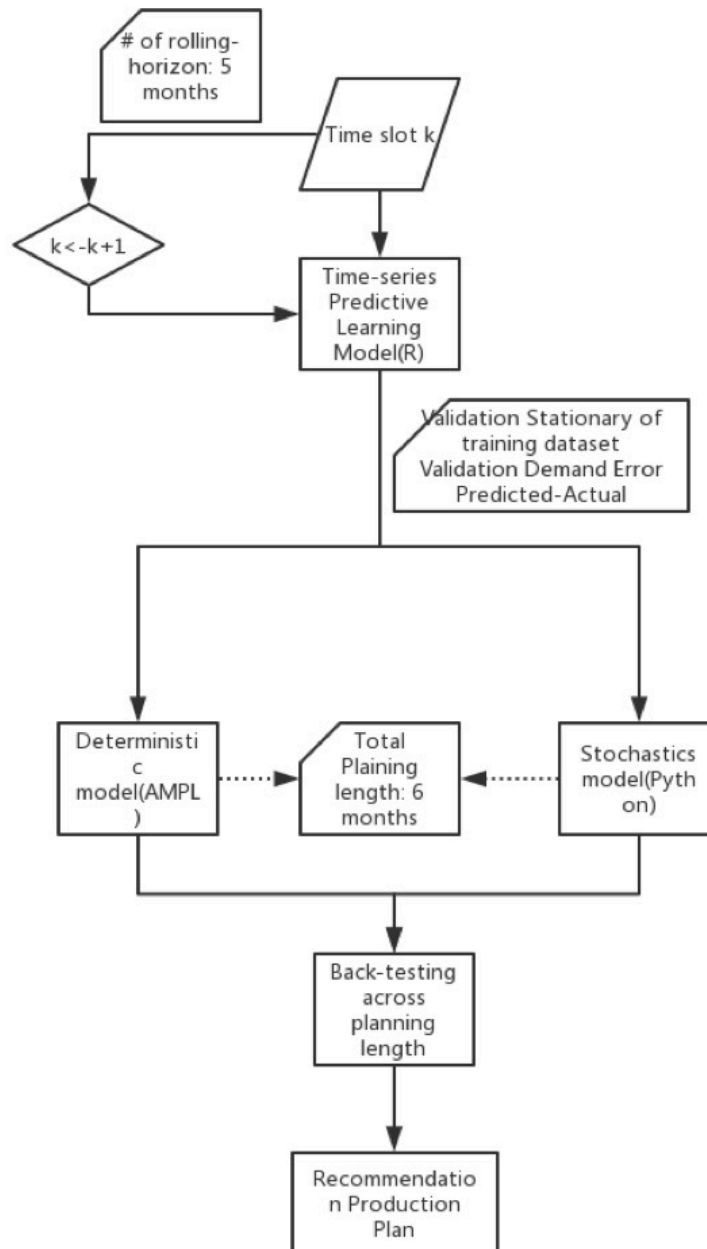 # of rolling-
horizon: 5
months
Time slot k
k<-k+1
Time-series
Predictive
Learning
Model(R)
Validation Stationary of
training dataset
Validation Demand Error
Predicted-Actual
Deterministi
c
model(AMPL
)
Total
Plaining
length: 6
months
Stochastics
model(Pyth
on)
Back-testing
across
planning
length
Recommendatio
n Production
Plan